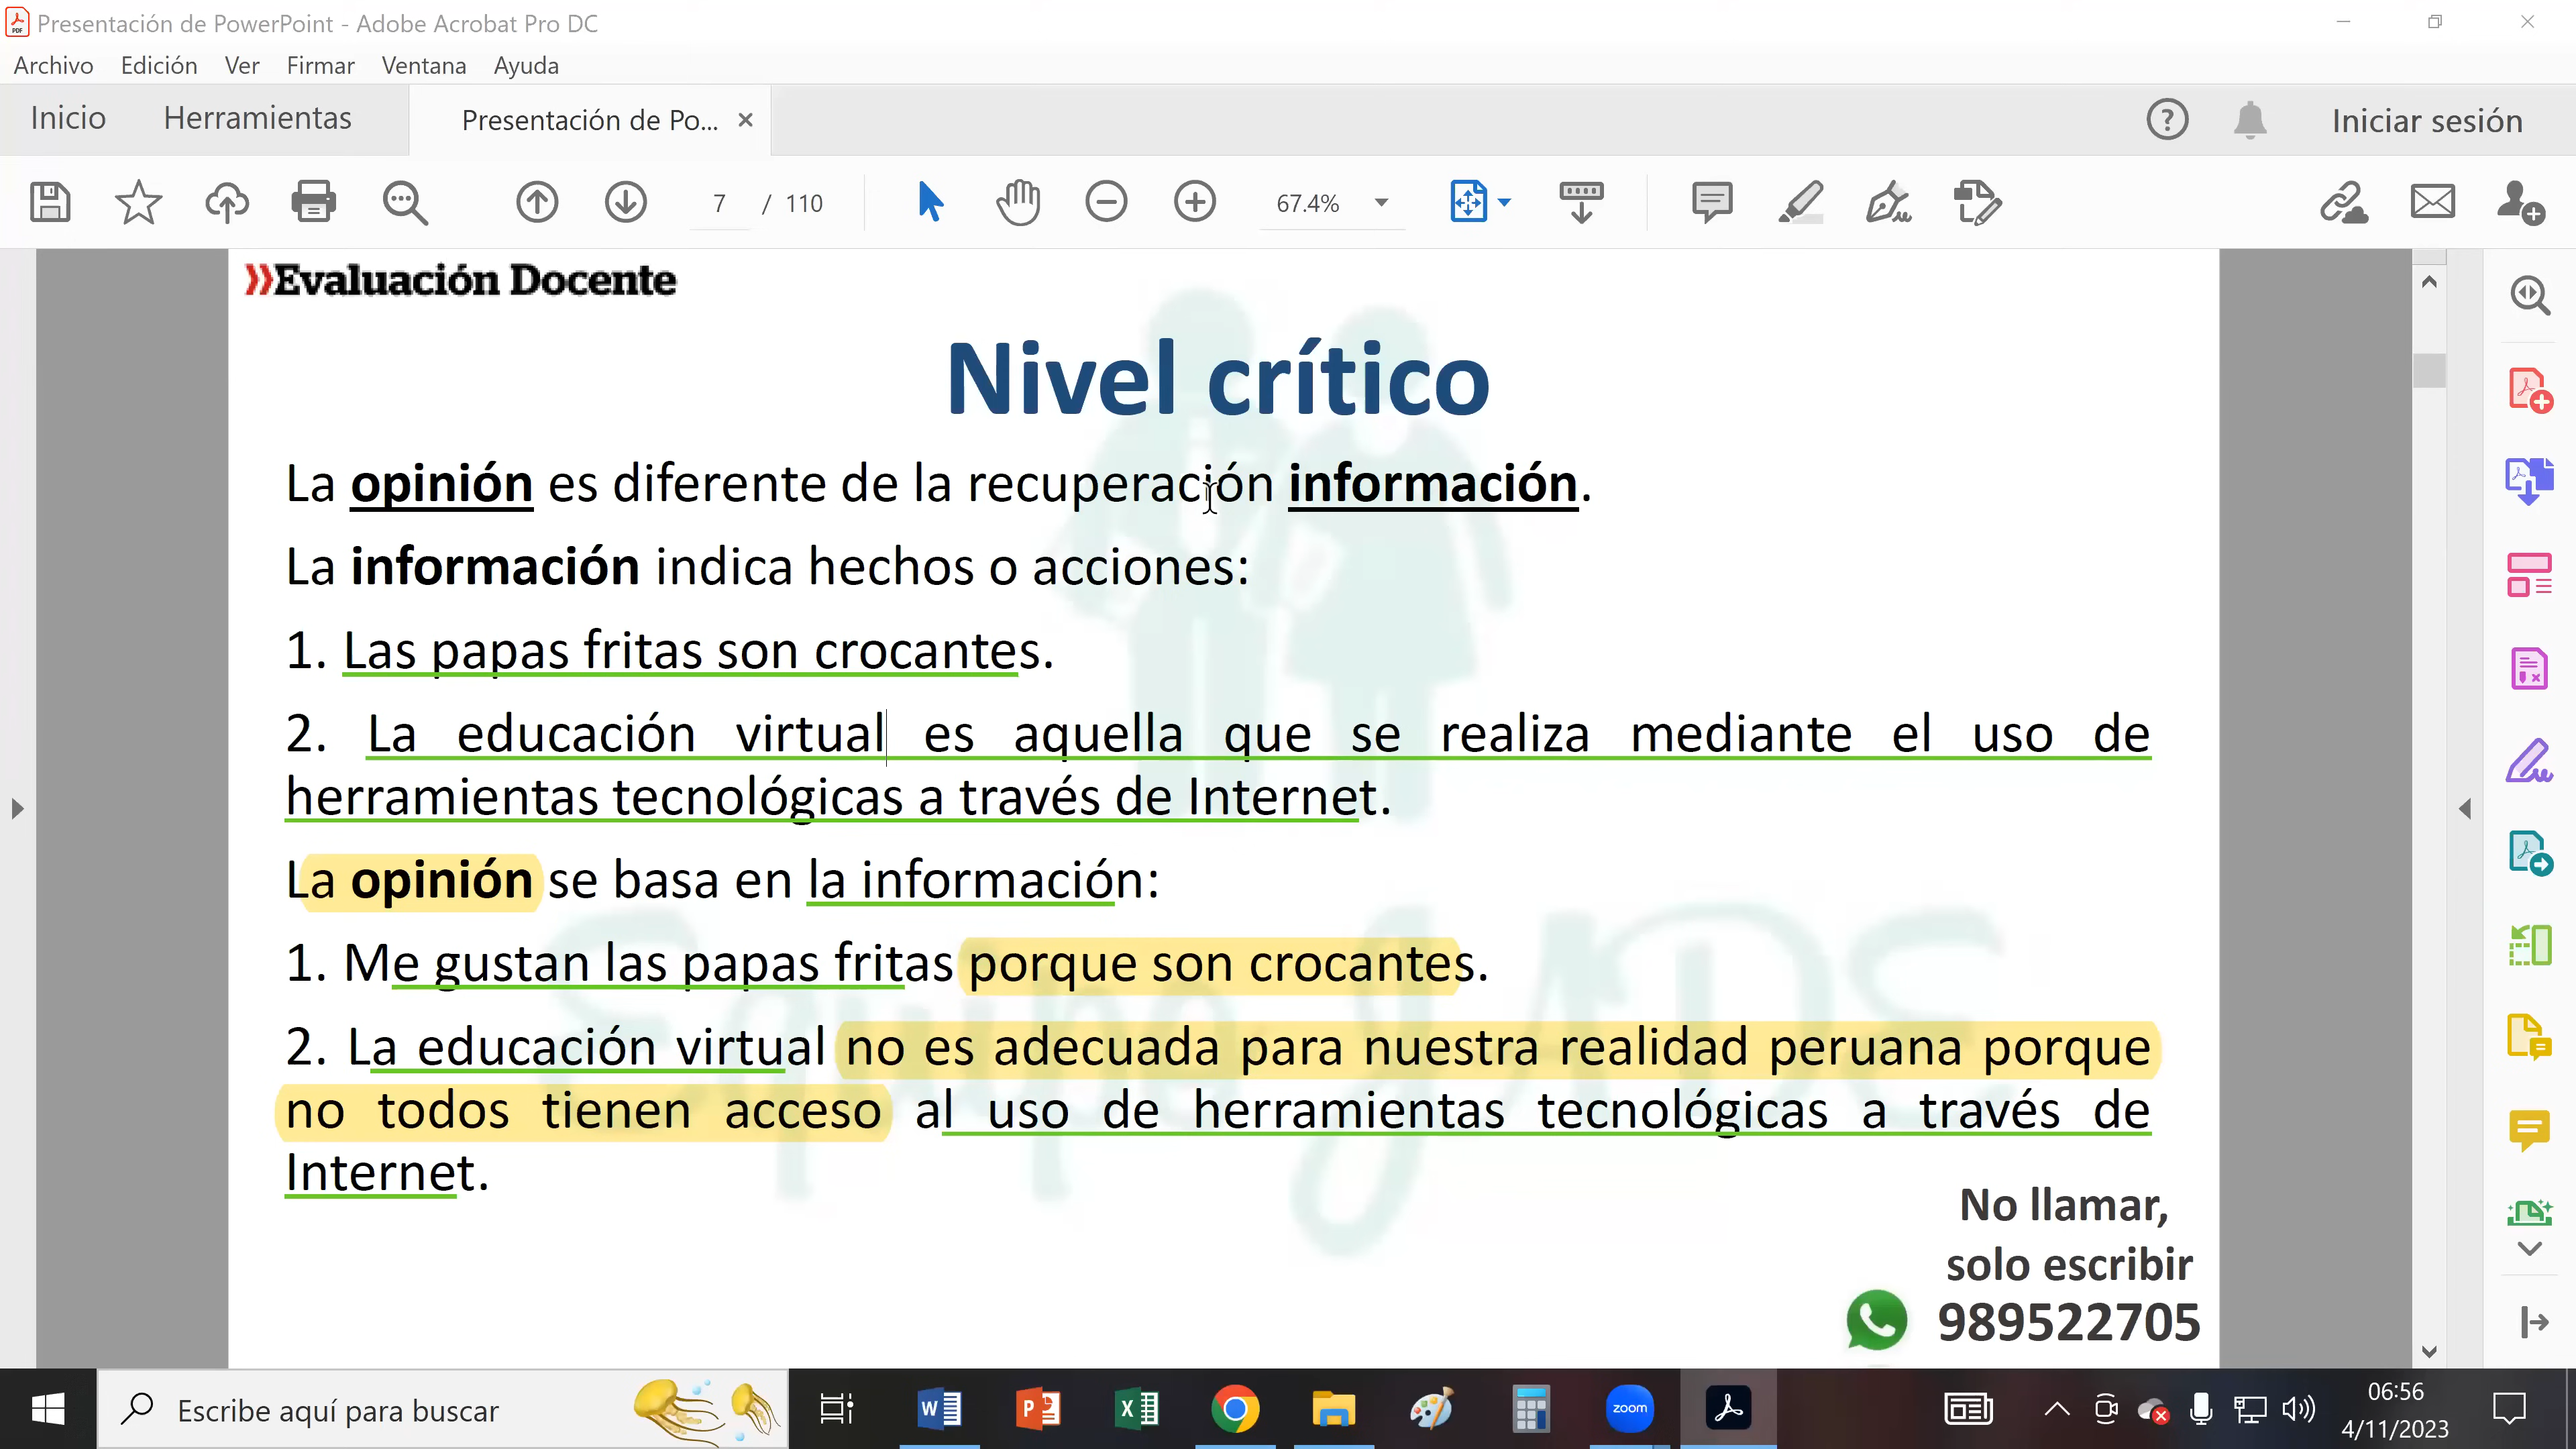 Presentación de PowerPoint - Adobe Acrobat Pro DC
Archivo Edición Ver Firmar Ventana Ayuda
Inicio Herramientas Presentación de Po... Iniciar sesión
7 / 110 67.4%
Evaluación Docente
Nivel crítico
La opinión es diferente de la recuperación información.
La información indica hechos o acciones:
1. Las papas fritas son crocantes.
2. La educación virtual es aquella que se realiza mediante el uso de
herramientas tecnológicas a través de Internet.
La opinión se basa en la información:
1. Me gustan las papas fritas porque son crocantes.
2. La educación virtual no es adecuada para nuestra realidad peruana porque
no todos tienen acceso al uso de herramientas tecnológicas a través de
Internet.
Equipo JADE
No llamar,
solo escribir
989522705
Escribe aquí para buscar
zoom
06:56
4/11/2023